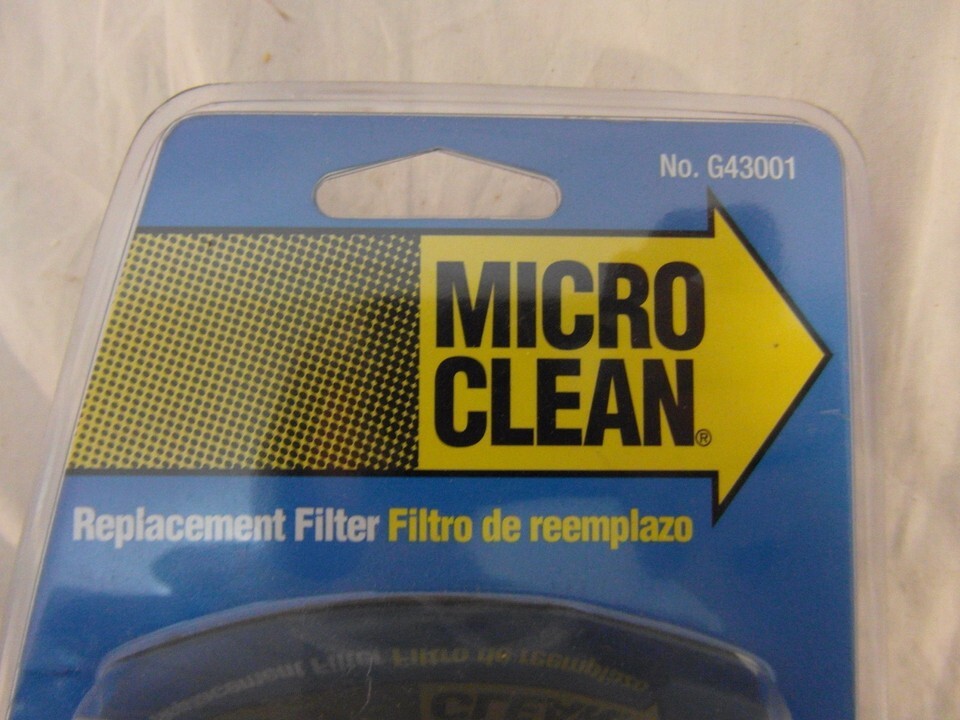 No. G43001
MICRO
CLEAN®
Replacement Filter Filtro de reemplazo